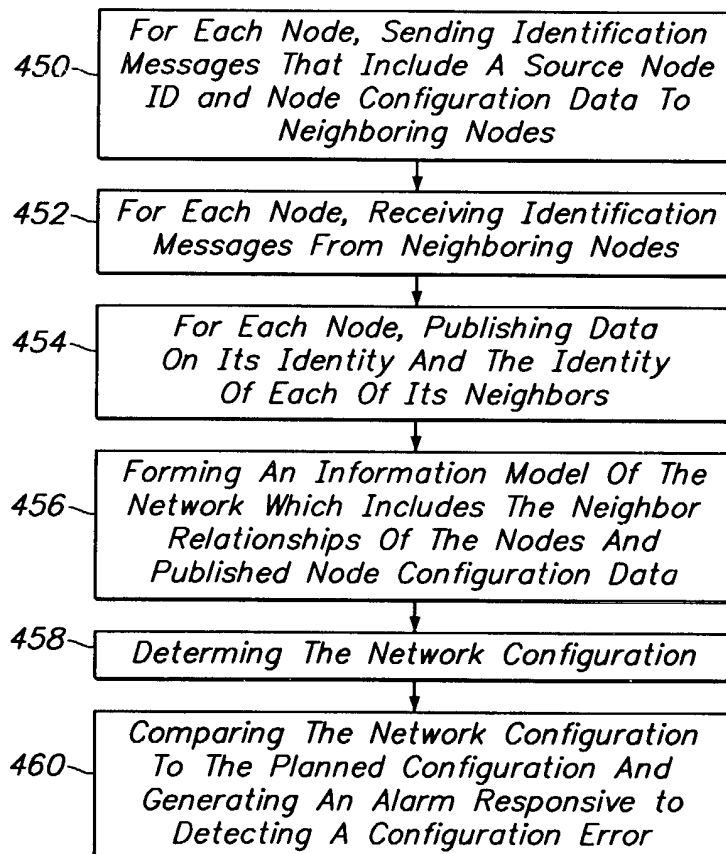 450
For Each Node, Sending Identification
Messages That Include A Source Node
ID and Node Configuration Data To
Neighboring Nodes
452
For Each Node, Receiving Identification
Messages From Neighboring Nodes
454
For Each Node, Publishing Data
On Its Identity And The Identity
Of Each Of Its Neighbors
456
Forming An Information Model Of The
Network Which Includes The Neighbor
Relationships Of The Nodes And
Published Node Configuration Data
458
Determing The Network Configuration
460
Comparing The Network Configuration
To The Planned Configuration And
Generating An Alarm Responsive to
Detecting A Configuration Error